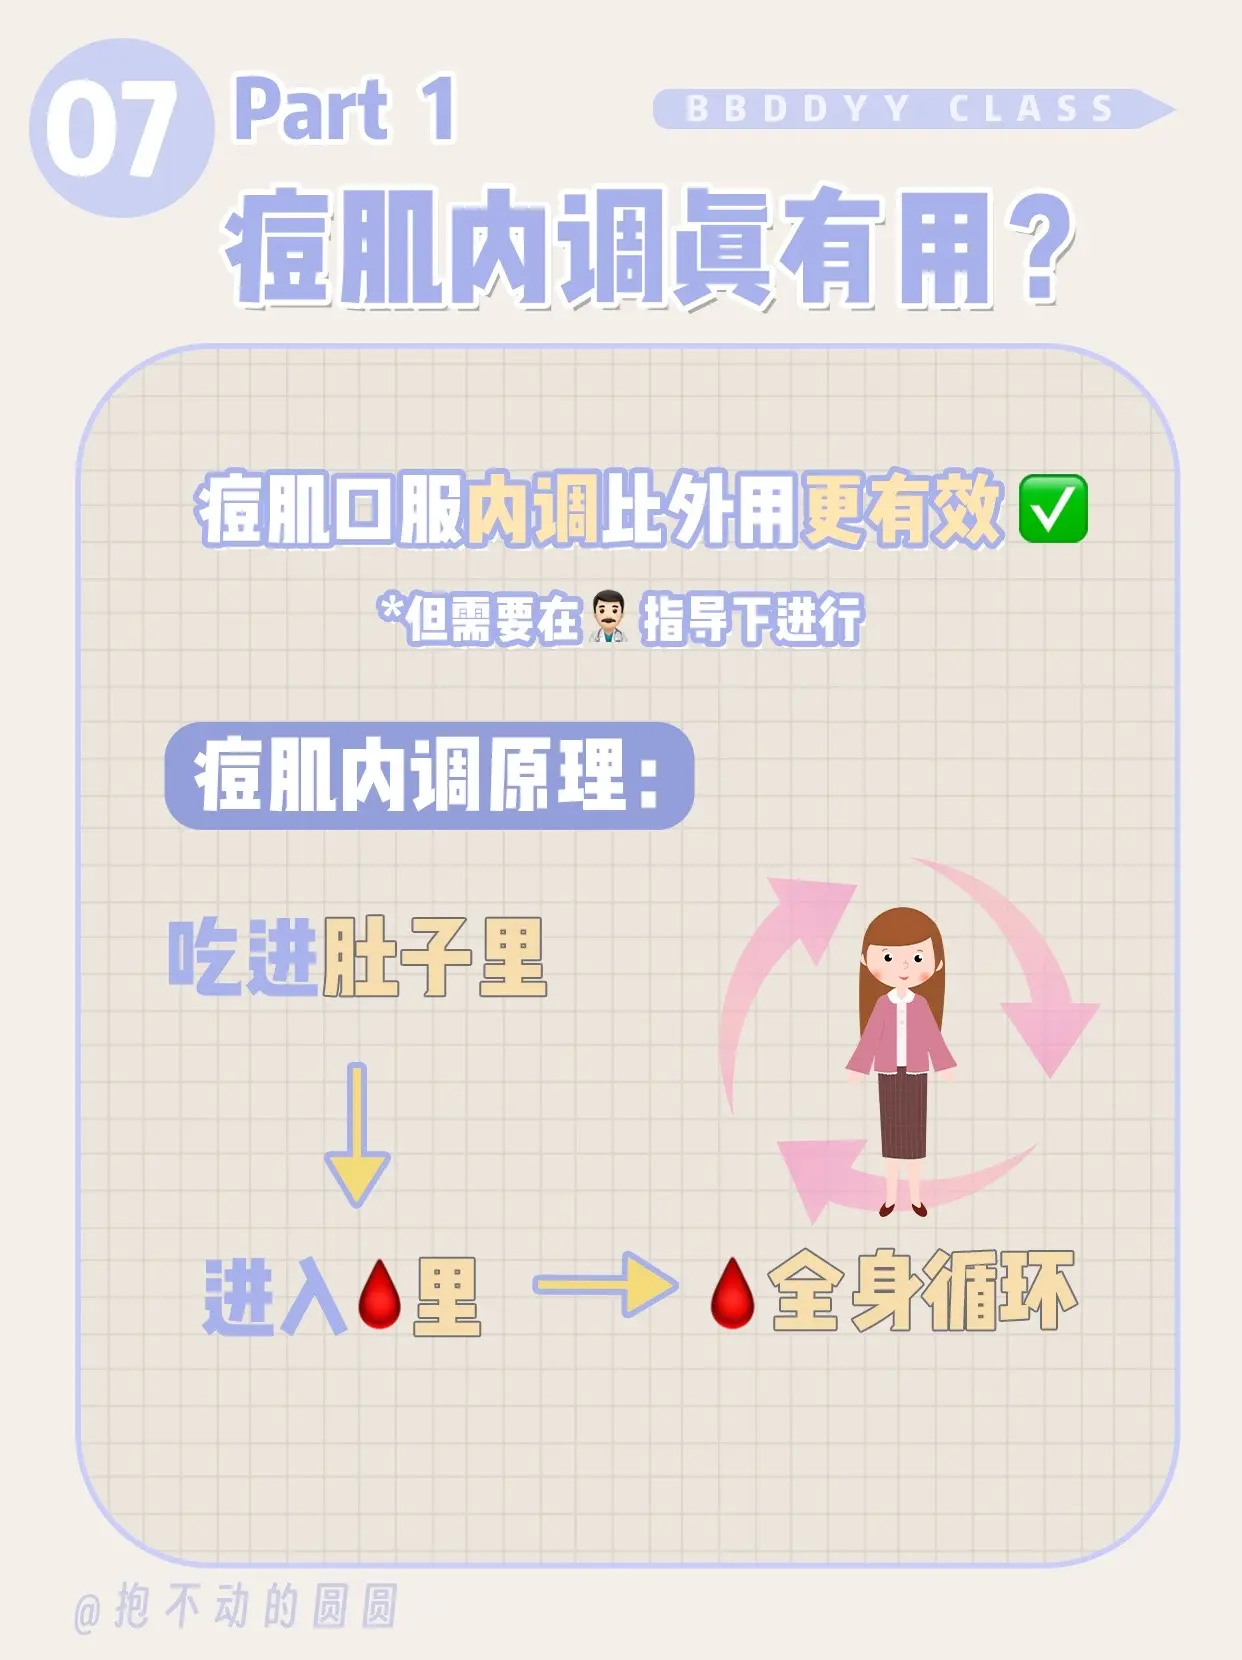 07
Part 1
BBDDYY CLASS
痘肌内调真有用？
痘肌口服内调比外用更有效✅
*但需要在👨🏻‍⚕️指导下进行
痘肌内调原理：
吃进肚子里
进入🩸里
🩸全身循环
@抱不动的圆圆